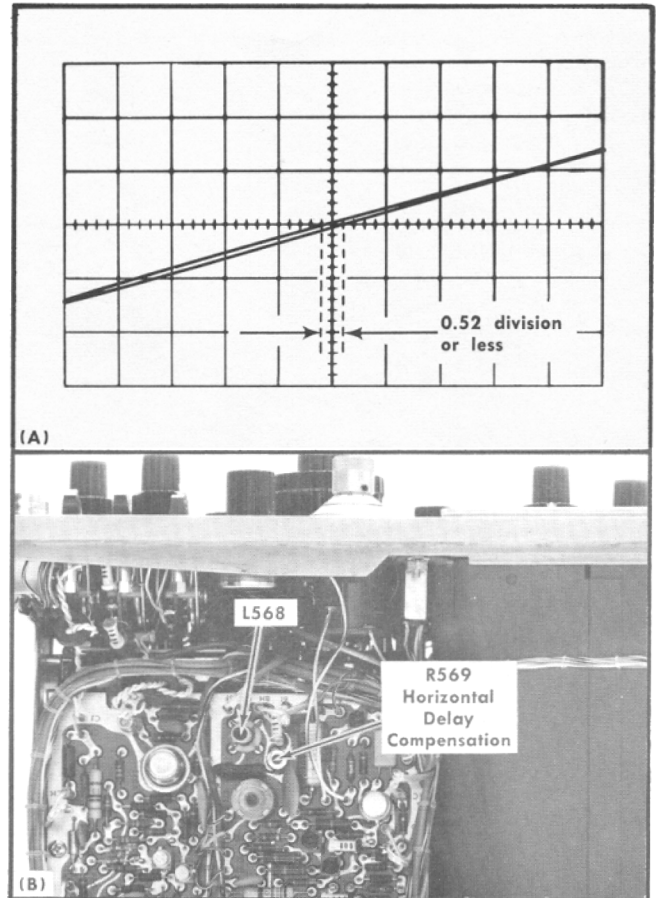 0.52 division
or less
(A)
L568
R569
Horizontal
Delay
Compensation
(B)